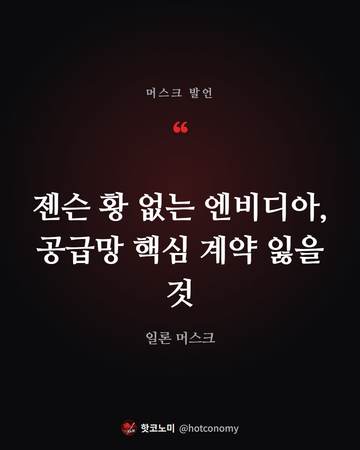 머스크 발언
“
젠슨 황 없는 엔비디아,
공급망 핵심 계약 잃을
것
일론 머스크
핫코노미 @hotconomy